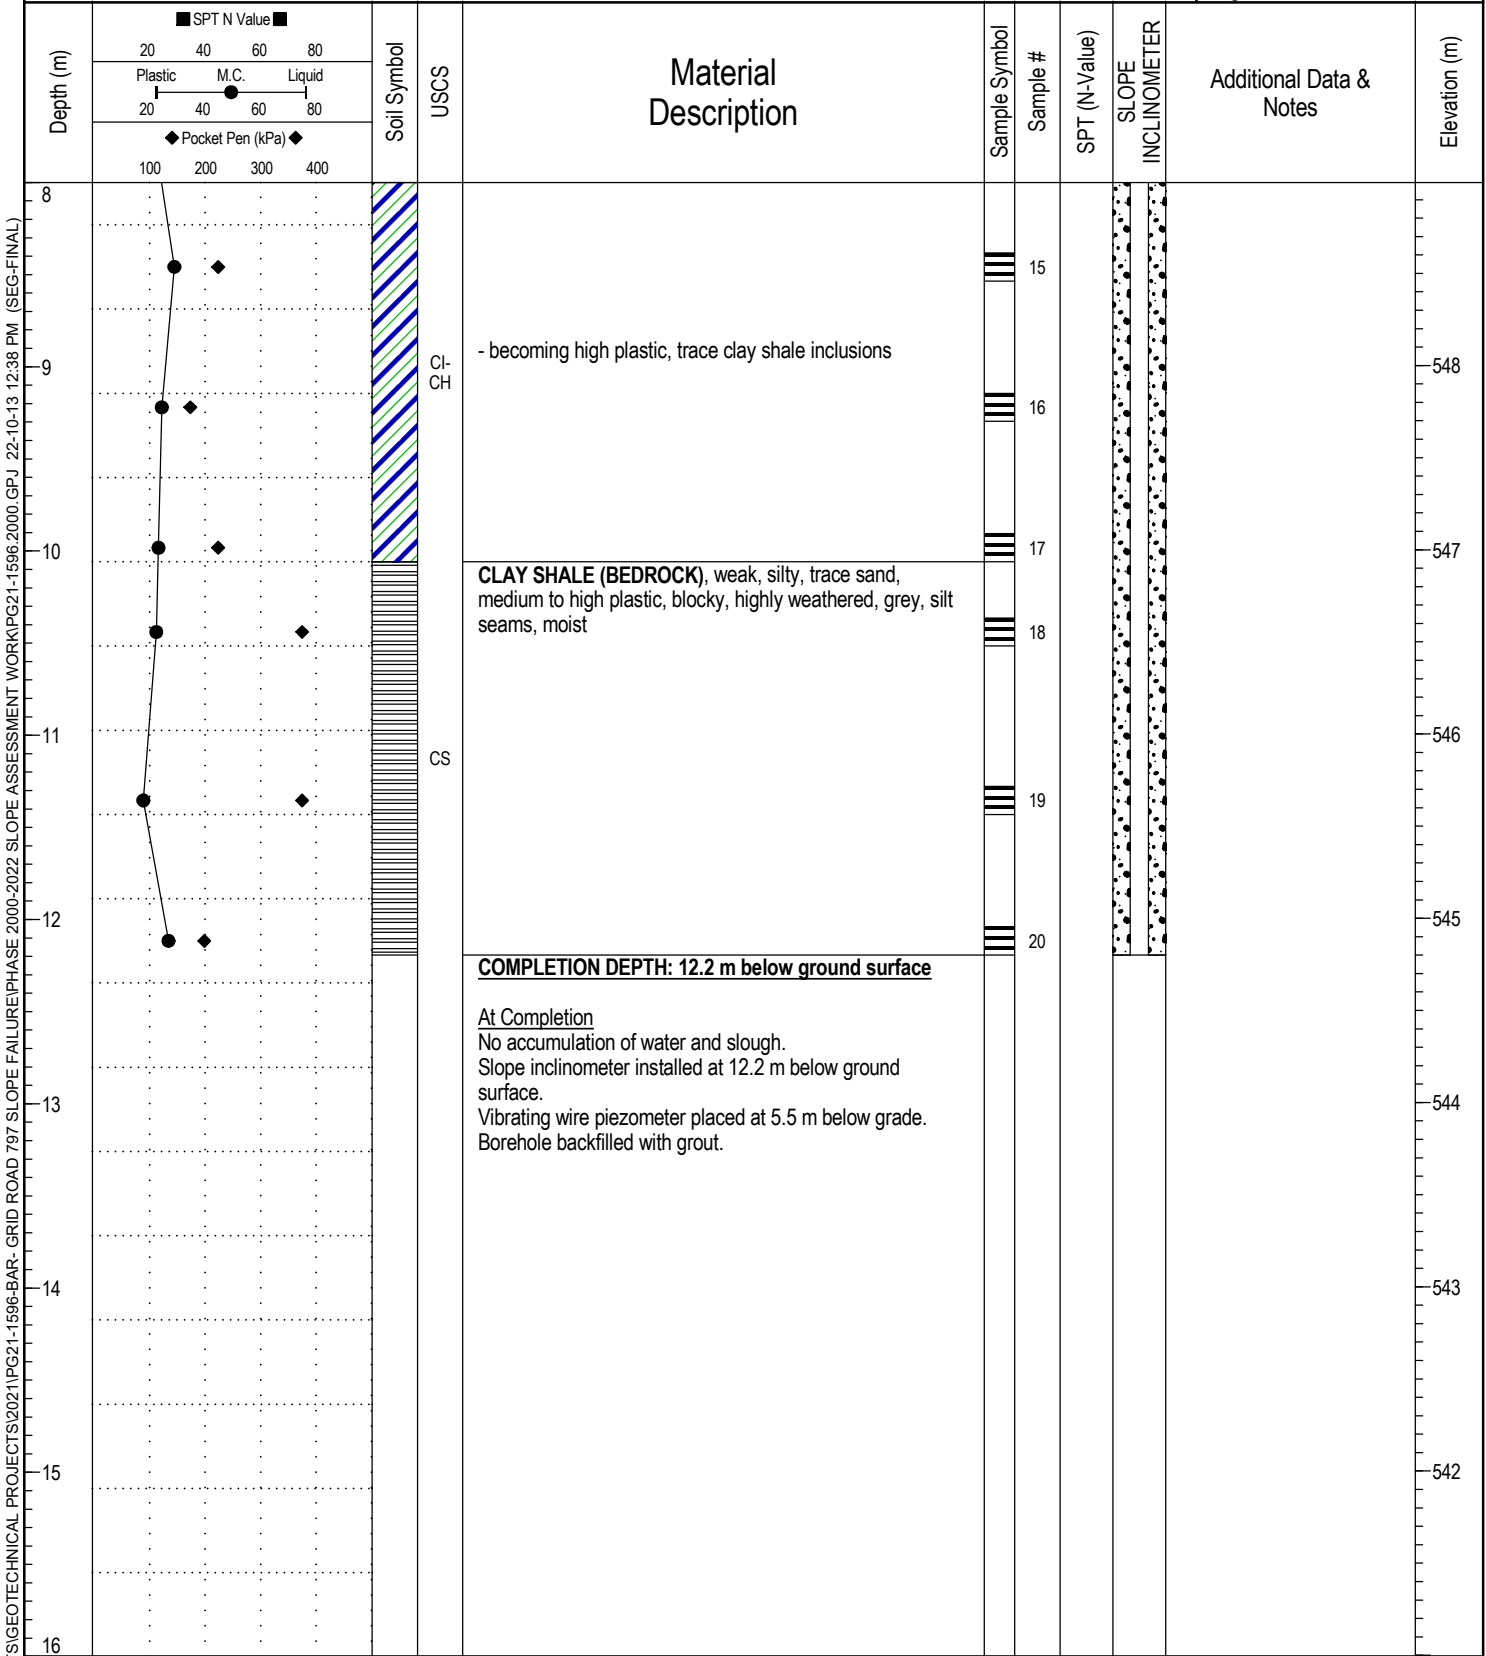 ■ SPT N Value ■
20 40 60 80
Plastic M.C. Liquid
20 40 60 80
◆ Pocket Pen (kPa) ◆
100 200 300 400
Depth (m)
Soil Symbol
USCS
Material
Description
Sample Symbol
Sample #
SPT (N-Value)
SLOPE
INCLINOMETER
Additional Data &
Notes
Elevation (m)
8
15
- becoming high plastic, trace clay shale inclusions
9
CI-
CH
548
16
10
17
547
CLAY SHALE (BEDROCK), weak, silty, trace sand,
medium to high plastic, blocky, highly weathered, grey, silt
seams, moist
18
11
546
CS
19
12
545
20
COMPLETION DEPTH: 12.2 m below ground surface
At Completion
No accumulation of water and slough.
Slope inclinometer installed at 12.2 m below ground
surface.
Vibrating wire piezometer placed at 5.5 m below grade.
Borehole backfilled with grout.
13
544
14
543
15
542
16
S\GEOTECHNICAL PROJECTS\2021\PG21-1596-BAR- GRID ROAD 797 SLOPE FAILURE\PHASE 2000-2022 SLOPE ASSESSMENT WORK\PG21-1596.2000.GPJ 22-10-13 12:38 PM (SEG-FINAL)